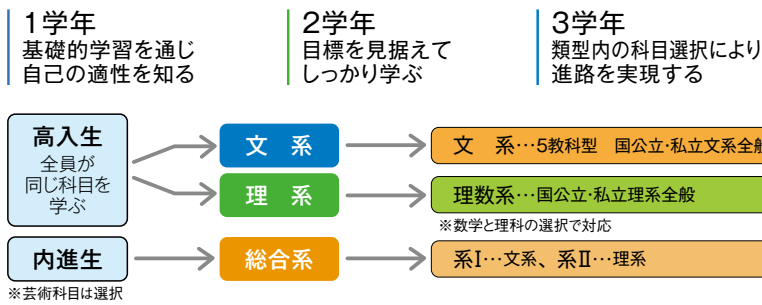 1学年
基礎的学習を通じ
自己の適性を知る
2学年
目標を見据えて
しっかり学ぶ
3学年
類型内の科目選択により
進路を実現する
高入生
全員が
同じ科目を
学ぶ
文 系
文 系…5教科型 国公立・私立文系全般
理 系
理数系…国公立・私立理系全般
※数学と理科の選択で対応
内進生
総合系
系Ⅰ…文系、系Ⅱ…理系
※芸術科目は選択